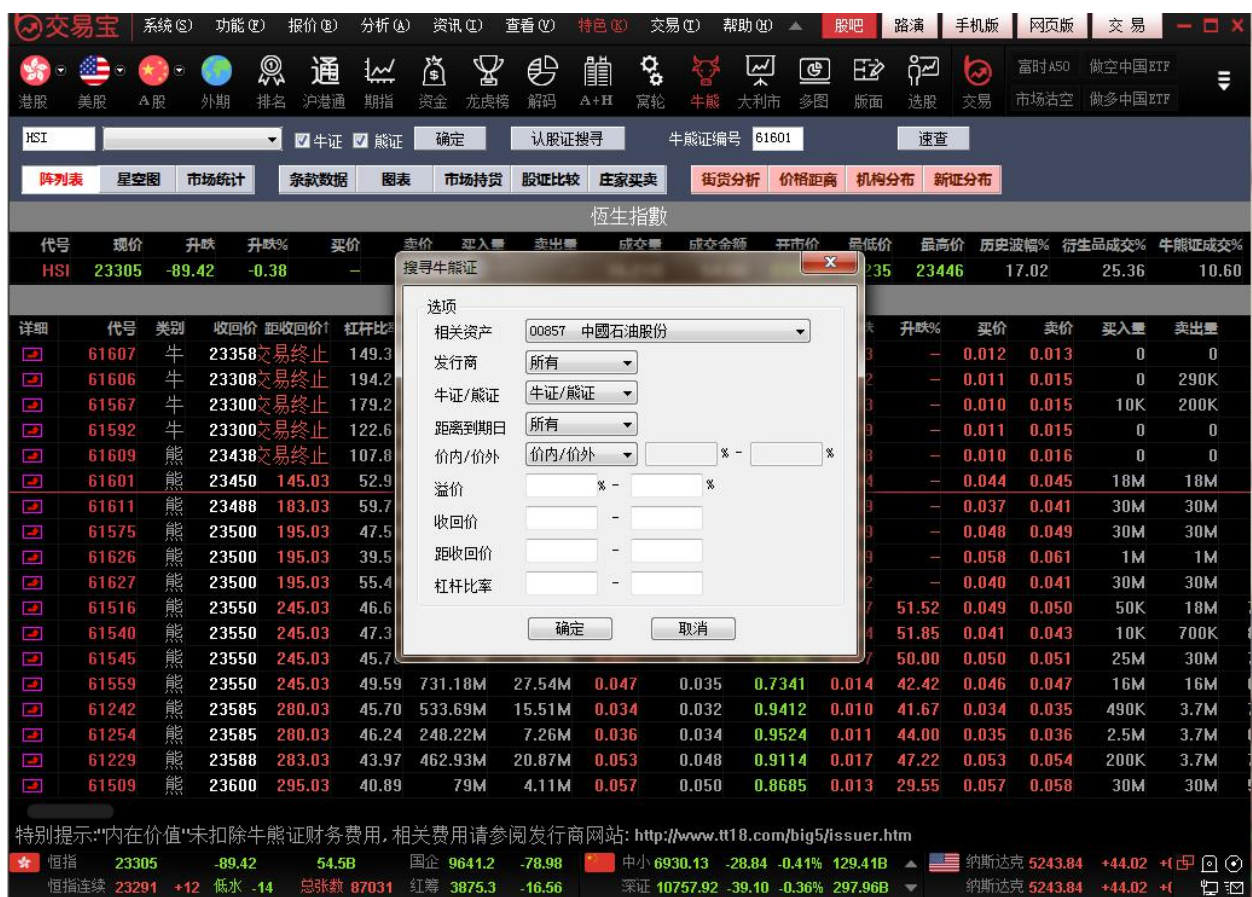 交易宝 系统(S) 功能(F) 报价(B) 分析(A) 资讯(I) 查看(V) 特色(K) 交易(T) 帮助(H) 股吧 路演 手机版 网页版 交易
港股 美股 A股 外期 排名 沪港通 期指 资金 龙虎榜 解码 A+H 窝轮 牛熊 大利市 多图 版面 选股 交易 富时A50 做空中国ETF
市场沽空 做多中国ETF
HSI 牛证 熊证 确定 认股证搜寻 牛熊证编号 61601 速查
阵列表 星空图 市场统计 条款数据 图表 市场持货 股证比较 庄家买卖 街货分析 价格距离 机构分布 新证分布
恆生指數
代号 现价 升跌 升跌% 买价 卖价 买入量 卖出量 成交量 成交金额 开市价 最低价 最高价 历史波幅% 衍生品成交% 牛熊证成交%
HSI 23305 -89.42 -0.38 – 235 23446 17.02 25.36 10.60
搜寻牛熊证
选项
相关资产 00857 中國石油股份
发行商 所有
牛证/熊证 牛证/熊证
距离到期日 所有
价内/价外 价内/价外 % - %
溢价 % - %
收回价 -
距收回价 -
杠杆比率 -
确定 取消
详细 代号 类别 收回价 距收回价↑ 杠杆比 升跌% 买价 卖价 买入量 卖出量
61607 牛 23358 交易终止 149.3 – 0.012 0.013 0 0
61606 牛 23308 交易终止 194.2 – 0.011 0.015 0 290K
61567 牛 23300 交易终止 179.2 – 0.010 0.015 10K 200K
61592 牛 23300 交易终止 122.6 – 0.011 0.015 0 0
61609 熊 23438 交易终止 107.8 – 0.010 0.016 0 0
61601 熊 23450 145.03 52.9 – 0.044 0.045 18M 18M
61611 熊 23488 183.03 59.7 – 0.037 0.041 30M 30M
61575 熊 23500 195.03 47.5 – 0.048 0.049 30M 30M
61626 熊 23500 195.03 39.5 – 0.058 0.061 1M 1M
61627 熊 23500 195.03 55.4 – 0.040 0.041 30M 30M
61516 熊 23550 245.03 46.6 51.52 0.049 0.050 50K 18M
61540 熊 23550 245.03 47.3 51.85 0.041 0.043 10K 700K
61545 熊 23550 245.03 45.7 50.00 0.050 0.051 25M 30M
61559 熊 23550 245.03 49.59 731.18M 27.54M 0.047 0.035 0.7341 0.014 42.42 0.046 0.047 16M 16M
61242 熊 23585 280.03 45.70 533.69M 15.51M 0.034 0.032 0.9412 0.010 41.67 0.034 0.035 490K 3.7M
61254 熊 23585 280.03 46.24 248.22M 7.26M 0.036 0.034 0.9524 0.011 44.00 0.035 0.036 2.5M 3.7M
61229 熊 23588 283.03 43.97 462.93M 20.87M 0.053 0.048 0.9114 0.017 47.22 0.053 0.054 200K 3.7M
61509 熊 23600 295.03 40.89 79M 4.11M 0.057 0.050 0.8685 0.013 29.55 0.057 0.058 30M 30M
特别提示:"内在价值"未扣除牛熊证财务费用,相关费用请参阅发行商网站: http://www.tt18.com/big5/issuer.htm
恒指 23305 -89.42 54.5B 国企 9641.2 -78.98 中小 6930.13 -28.84 -0.41% 129.41B 纳斯达克 5243.84 +44.02
恒指连续 23291 +12 低水 -14 总张数 87031 红筹 3875.3 -16.56 深证 10757.92 -39.10 -0.36% 297.96B 纳斯达克 5243.84 +44.02